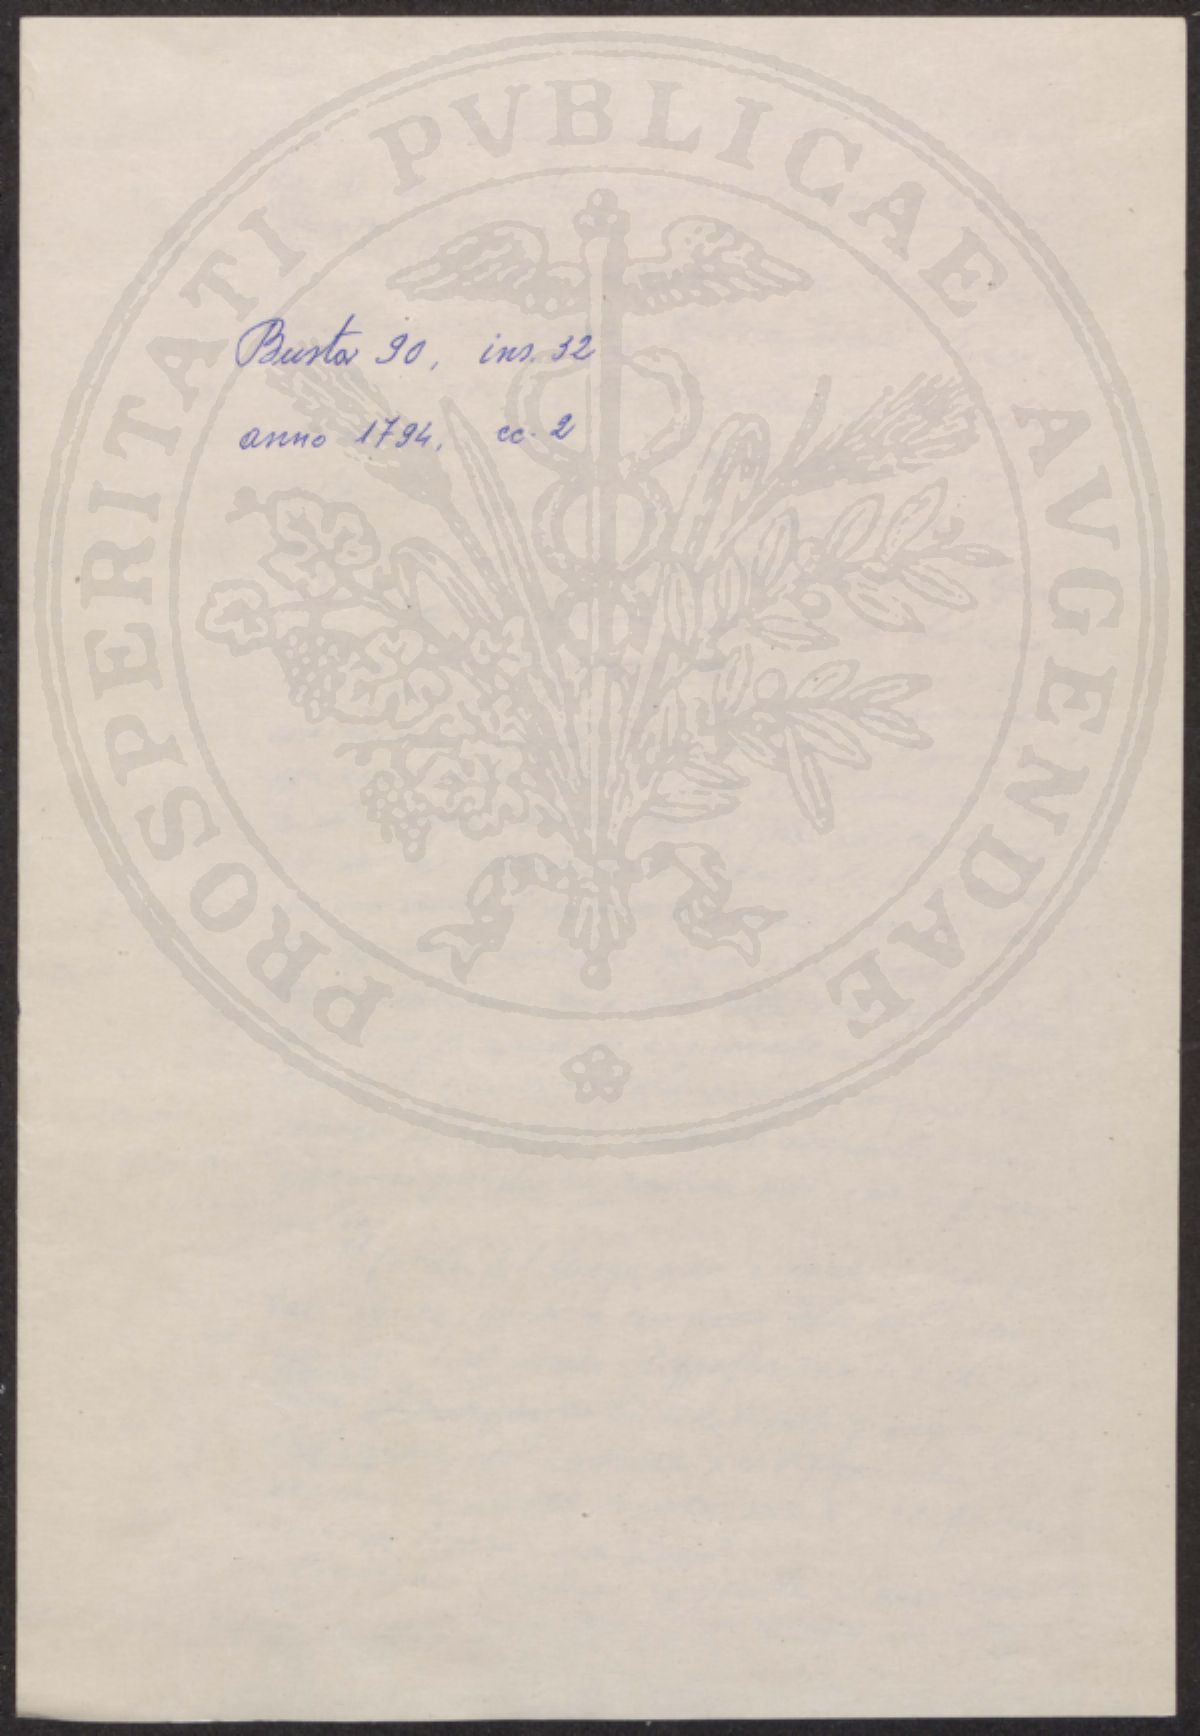 PROSPERITATI PVBLICAE AVGENDAE
Busta 90, ins. 32
anno 1794, cc. 2